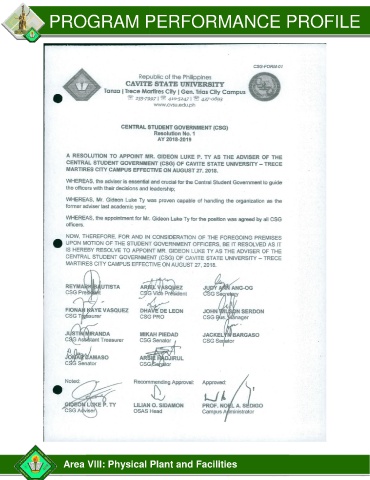 PROGRAM PERFORMANCE PROFILE
CSG-FORM 01
Republic of the Philippines
CAVITE STATE UNIVERSITY
Tanza | Trece Martires City | Gen. Trias City Campus
www.cvsu.edu.ph
CENTRAL STUDENT GOVERNMENT (CSG)
Resolution No. 1
AY 2018-2019
A RESOLUTION TO APPOINT MR. GIDEON LUKE P. TY AS THE ADVISER OF THE
CENTRAL STUDENT GOVERNMENT (CSG) OF CAVITE STATE UNIVERSITY – TRECE
MARTIRES CITY CAMPUS EFFECTIVE ON AUGUST 27, 2018.
WHEREAS, the adviser is essential and crucial for the Central Student Government to guide
the officers with their decisions and leadership;
WHEREAS, Mr. Gideon Luke Ty was proven capable of handling the organization as the
former adviser last academic year;
WHEREAS, the appointment for Mr. Gideon Luke Ty for the position was agreed by all CSG
officers.
NOW, THEREFORE, FOR AND IN CONSIDERATION OF THE FOREGOING PREMISES
UPON MOTION OF THE STUDENT GOVERNMENT OFFICERS, BE IT RESOLVED AS IT
IS HEREBY RESOLVE TO APPOINT MR. GIDEON LUKE P. TY AS THE ADVISER OF THE
CENTRAL STUDENT GOVERNMENT (CSG) OF CAVITE STATE UNIVERSITY – TRECE
MARTIRES CITY CAMPUS EFFECTIVE ON AUGUST 27, 2018.
REYMARK BAUTISTA ARIEL VASQUEZ JUDY ANN ANG-OG
CSG President CSG Vice President CSG Secretary
FIONAH KAYE VASQUEZ DHAVE DE LEON JOHN WILSON SERDON
CSG Treasurer CSG PRO CSG Bus. Manager
JUSTIN MIRANDA MIKAH PIEDAD JACKELYN BARGASO
CSG Assistant Treasurer CSG Senator CSG Senator
CSG Senator CSG Senator
Noted: Recommending Approval: Approved:
GIDEON LUKE P. TY LILIAN O. SIDAMON PROF. NOEL A. SEDIGO
CSG Adviser OSAS Head Campus Administrator
Area VIII: Physical Plant and Facilities